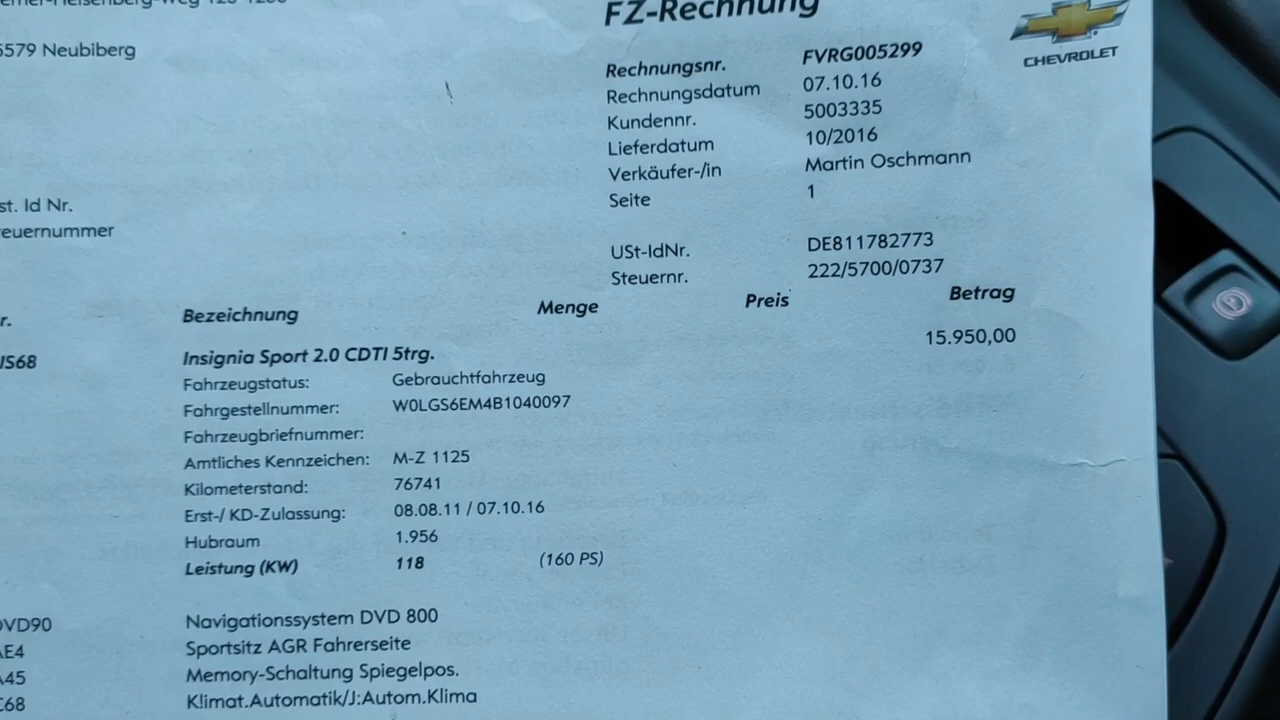 FZ-Rechnung
CHEVROLET
5579 Neubiberg
Rechnungsnr. FVRG005299
Rechnungsdatum 07.10.16
Kundennr. 5003335
Lieferdatum 10/2016
Verkäufer-/in Martin Oschmann
Seite 1
st. Id Nr.
euernummer
USt-IdNr. DE811782773
Steuernr. 222/5700/0737
r. Bezeichnung Menge Preis Betrag
JS68 Insignia Sport 2.0 CDTI 5trg. 15.950,00
Fahrzeugstatus: Gebrauchtfahrzeug
Fahrgestellnummer: W0LGS6EM4B1040097
Fahrzeugbriefnummer:
Amtliches Kennzeichen: M-Z 1125
Kilometerstand: 76741
Erst-/ KD-Zulassung: 08.08.11 / 07.10.16
Hubraum 1.956
Leistung (KW) 118 (160 PS)
DVD90 Navigationssystem DVD 800
AE4 Sportsitz AGR Fahrerseite
A45 Memory-Schaltung Spiegelpos.
C68 Klimat.Automatik/J:Autom.Klima